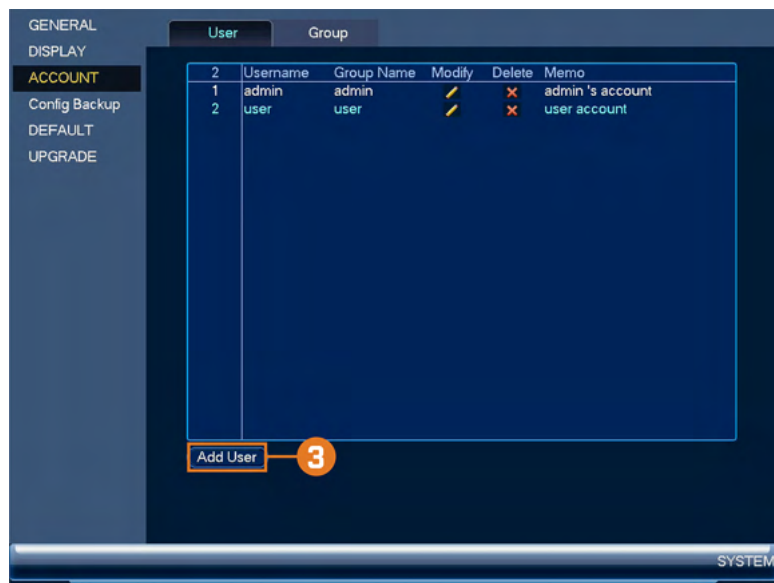 GENERAL
DISPLAY
ACCOUNT
Config Backup
DEFAULT
UPGRADE
User Group
2 Username Group Name Modify Delete Memo
1 admin admin admin 's account
2 user user user account
Add User 3
SYSTEM